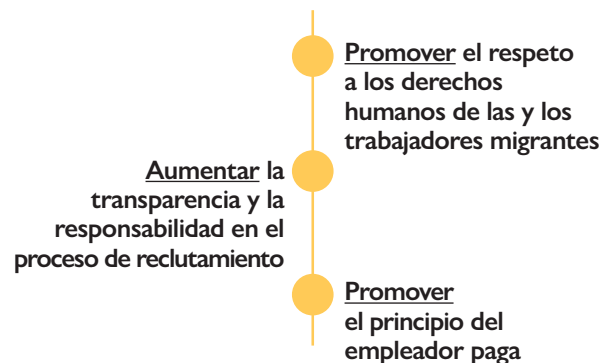 Promover el respeto
a los derechos
humanos de las y los
trabajadores migrantes
Aumentar la
transparencia y la
responsabilidad en el
proceso de reclutamiento
Promover
el principio del
empleador paga